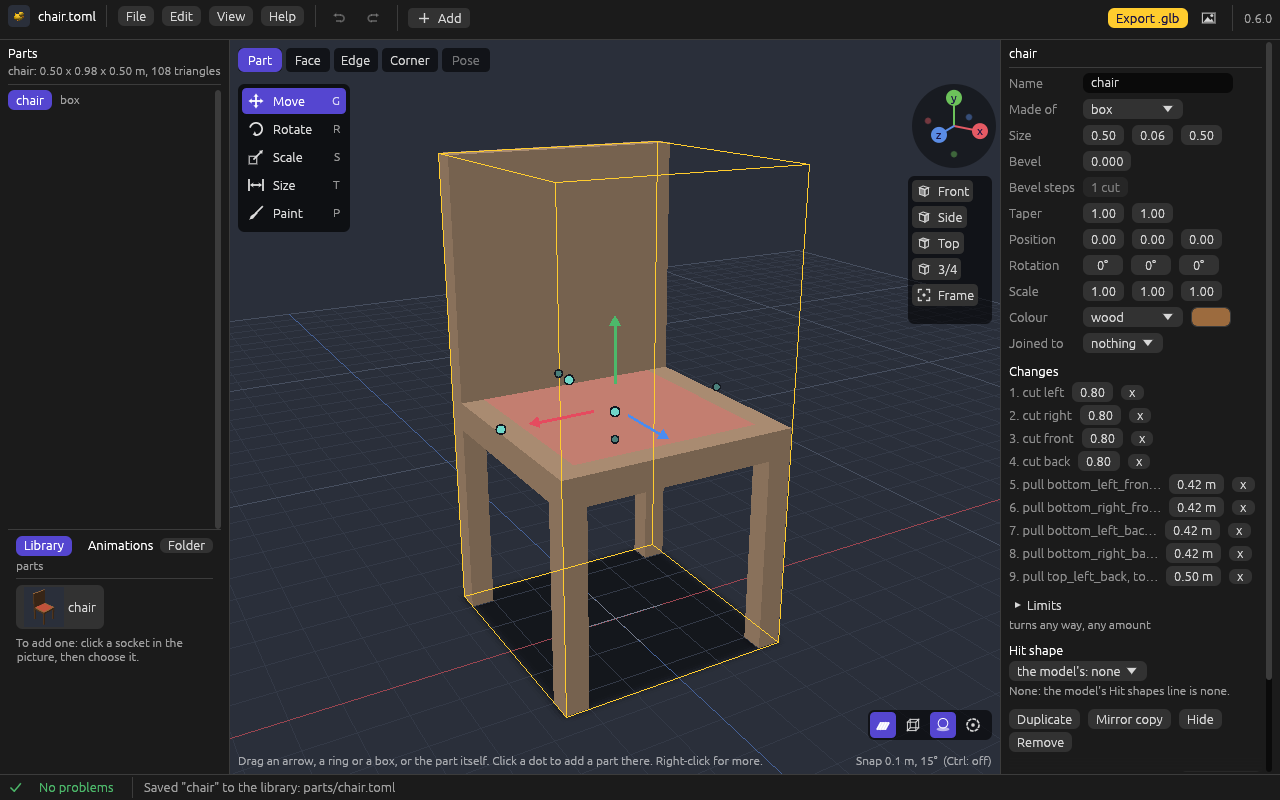 chair.toml File Edit View Help + Add Export .glb 0.6.0
Parts
chair: 0.50 x 0.98 x 0.50 m, 108 triangles
chair box
Library Animations Folder
parts
chair
To add one: click a socket in the
picture, then choose it.
Part Face Edge Corner Pose
Move G
Rotate R
Scale S
Size T
Paint P
y
x
z
Front
Side
Top
3/4
Frame
Drag an arrow, a ring or a box, or the part itself. Click a dot to add a part there. Right-click for more.
Snap 0.1 m, 15° (Ctrl: off)
chair
Name chair
Made of box
Size 0.50 0.06 0.50
Bevel 0.000
Bevel steps 1 cut
Taper 1.00 1.00
Position 0.00 0.00 0.00
Rotation 0° 0° 0°
Scale 1.00 1.00 1.00
Colour wood
Joined to nothing
Changes
1. cut left 0.80 x
2. cut right 0.80 x
3. cut front 0.80 x
4. cut back 0.80 x
5. pull bottom_left_fron... 0.42 m x
6. pull bottom_right_fro... 0.42 m x
7. pull bottom_left_bac... 0.42 m x
8. pull bottom_right_ba... 0.42 m x
9. pull top_left_back, to... 0.50 m x
Limits
turns any way, any amount
Hit shape
the model's: none
None: the model's Hit shapes line is none.
Duplicate Mirror copy Hide
Remove
No problems Saved "chair" to the library: parts/chair.toml